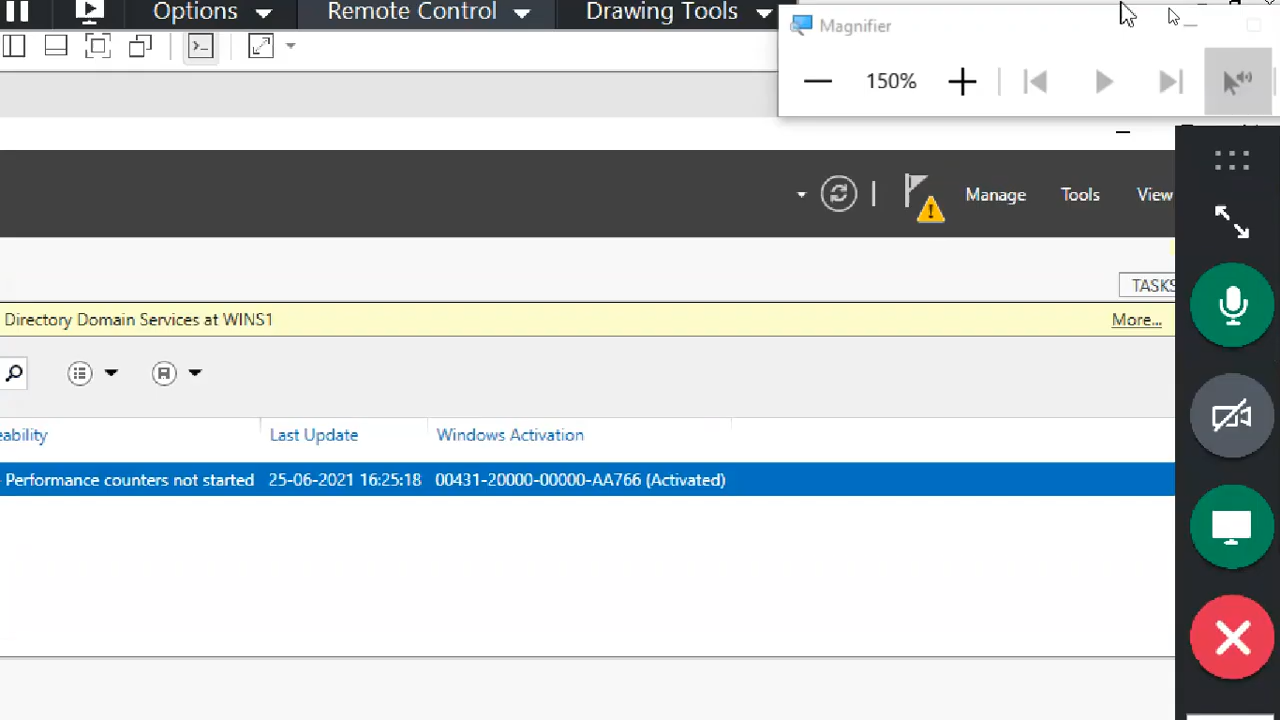 Options Remote Control Drawing Tools
Magnifier
150%
Manage Tools View
TASKS
Directory Domain Services at WINS1 More...
eability Last Update Windows Activation
Performance counters not started 25-06-2021 16:25:18 00431-20000-00000-AA766 (Activated)